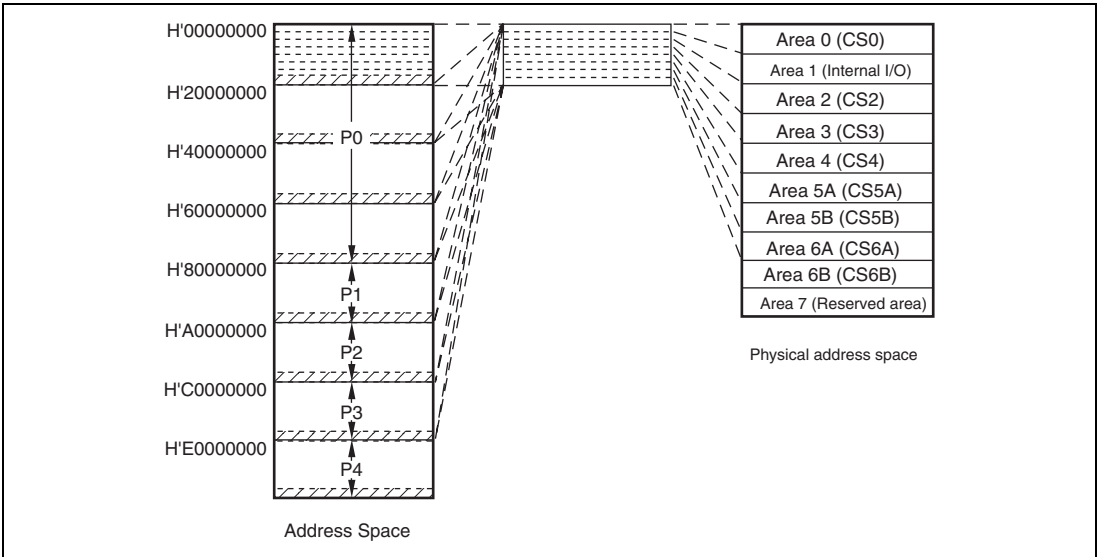 H'00000000
H'20000000
H'40000000
H'60000000
H'80000000
H'A0000000
H'C0000000
H'E0000000
P0
P1
P2
P3
P4
Address Space
Area 0 (CS0)
Area 1 (Internal I/O)
Area 2 (CS2)
Area 3 (CS3)
Area 4 (CS4)
Area 5A (CS5A)
Area 5B (CS5B)
Area 6A (CS6A)
Area 6B (CS6B)
Area 7 (Reserved area)
Physical address space